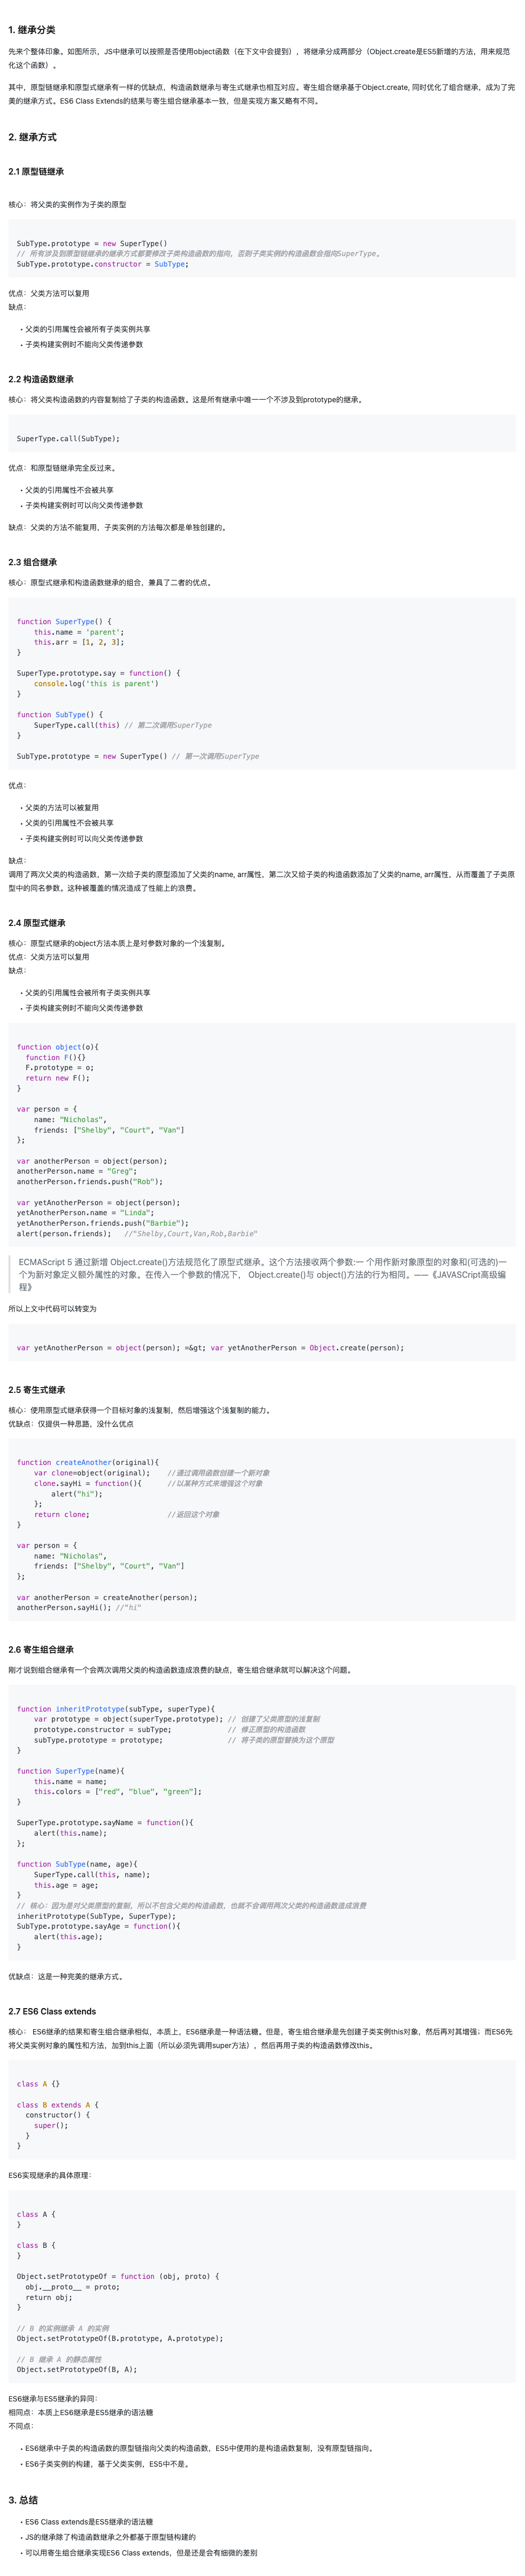 1. 继承分类
先来个整体印象。如图所示，JS中继承可以按照是否使用object函数（在下文中会提到），将继承分成两部分（Object.create是ES5新增的方法，用来规范
化这个函数）。
其中，原型链继承和原型式继承有一样的优缺点，构造函数继承与寄生式继承也相互对应。寄生组合继承基于Object.create, 同时优化了组合继承，成为了完
美的继承方式。ES6 Class Extends的结果与寄生组合继承基本一致，但是实现方案又略有不同。
2. 继承方式
2.1 原型链继承
核心：将父类的实例作为子类的原型
SubType.prototype = new SuperType()
// 所有涉及到原型链继承的继承方式都要修改子类构造函数的指向，否则子类实例的构造函数会指向SuperType。
SubType.prototype.constructor = SubType;
优点：父类方法可以复用
缺点：
• 父类的引用属性会被所有子类实例共享
• 子类构建实例时不能向父类传递参数
2.2 构造函数继承
核心：将父类构造函数的内容复制给了子类的构造函数。这是所有继承中唯一一个不涉及到prototype的继承。
SuperType.call(SubType);
优点：和原型链继承完全反过来。
• 父类的引用属性不会被共享
• 子类构建实例时可以向父类传递参数
缺点：父类的方法不能复用，子类实例的方法每次都是单独创建的。
2.3 组合继承
核心：原型式继承和构造函数继承的组合，兼具了二者的优点。
function SuperType() {
    this.name = 'parent';
    this.arr = [1, 2, 3];
}
SuperType.prototype.say = function() {
    console.log('this is parent')
}
function SubType() {
    SuperType.call(this) // 第二次调用SuperType
}
SubType.prototype = new SuperType() // 第一次调用SuperType
优点：
• 父类的方法可以被复用
• 父类的引用属性不会被共享
• 子类构建实例时可以向父类传递参数
缺点：
调用了两次父类的构造函数，第一次给子类的原型添加了父类的name, arr属性，第二次又给子类的构造函数添加了父类的name, arr属性，从而覆盖了子类原
型中的同名参数。这种被覆盖的情况造成了性能上的浪费。
2.4 原型式继承
核心：原型式继承的object方法本质上是对参数对象的一个浅复制。
优点：父类方法可以复用
缺点：
• 父类的引用属性会被所有子类实例共享
• 子类构建实例时不能向父类传递参数
function object(o){
  function F(){}
  F.prototype = o;
  return new F();
}
var person = {
    name: "Nicholas",
    friends: ["Shelby", "Court", "Van"]
};
var anotherPerson = object(person);
anotherPerson.name = "Greg";
anotherPerson.friends.push("Rob");
var yetAnotherPerson = object(person);
yetAnotherPerson.name = "Linda";
yetAnotherPerson.friends.push("Barbie");
alert(person.friends);   //"Shelby,Court,Van,Rob,Barbie"
ECMAScript 5 通过新增 Object.create()方法规范化了原型式继承。这个方法接收两个参数:一 个用作新对象原型的对象和(可选的)一
个为新对象定义额外属性的对象。在传入一个参数的情况下， Object.create()与 object()方法的行为相同。——《JAVAScript高级编
程》
所以上文中代码可以转变为
var yetAnotherPerson = object(person); =&gt; var yetAnotherPerson = Object.create(person);
2.5 寄生式继承
核心：使用原型式继承获得一个目标对象的浅复制，然后增强这个浅复制的能力。
优缺点：仅提供一种思路，没什么优点
function createAnother(original){
    var clone=object(original);    //通过调用函数创建一个新对象
    clone.sayHi = function(){      //以某种方式来增强这个对象
        alert("hi");
    };
    return clone;                  //返回这个对象
}
var person = {
    name: "Nicholas",
    friends: ["Shelby", "Court", "Van"]
};
var anotherPerson = createAnother(person);
anotherPerson.sayHi(); //"hi"
2.6 寄生组合继承
刚才说到组合继承有一个会两次调用父类的构造函数造成浪费的缺点，寄生组合继承就可以解决这个问题。
function inheritPrototype(subType, superType){
    var prototype = object(superType.prototype); // 创建了父类原型的浅复制
    prototype.constructor = subType;             // 修正原型的构造函数
    subType.prototype = prototype;               // 将子类的原型替换为这个原型
}
function SuperType(name){
    this.name = name;
    this.colors = ["red", "blue", "green"];
}
SuperType.prototype.sayName = function(){
    alert(this.name);
};
function SubType(name, age){
    SuperType.call(this, name);
    this.age = age;
}
// 核心：因为是对父类原型的复制，所以不包含父类的构造函数，也就不会调用两次父类的构造函数造成浪费
inheritPrototype(SubType, SuperType);
SubType.prototype.sayAge = function(){
    alert(this.age);
}
优缺点：这是一种完美的继承方式。
2.7 ES6 Class extends
核心： ES6继承的结果和寄生组合继承相似，本质上，ES6继承是一种语法糖。但是，寄生组合继承是先创建子类实例this对象，然后再对其增强；而ES6先
将父类实例对象的属性和方法，加到this上面（所以必须先调用super方法），然后再用子类的构造函数修改this。
class A {}
class B extends A {
  constructor() {
    super();
  }
}
ES6实现继承的具体原理：
class A {
}
class B {
}
Object.setPrototypeOf = function (obj, proto) {
  obj.__proto__ = proto;
  return obj;
}
// B 的实例继承 A 的实例
Object.setPrototypeOf(B.prototype, A.prototype);
// B 继承 A 的静态属性
Object.setPrototypeOf(B, A);
ES6继承与ES5继承的异同：
相同点：本质上ES6继承是ES5继承的语法糖
不同点：
• ES6继承中子类的构造函数的原型链指向父类的构造函数，ES5中使用的是构造函数复制，没有原型链指向。
• ES6子类实例的构建，基于父类实例，ES5中不是。
3. 总结
• ES6 Class extends是ES5继承的语法糖
• JS的继承除了构造函数继承之外都基于原型链构建的
• 可以用寄生组合继承实现ES6 Class extends，但是还是会有细微的差别